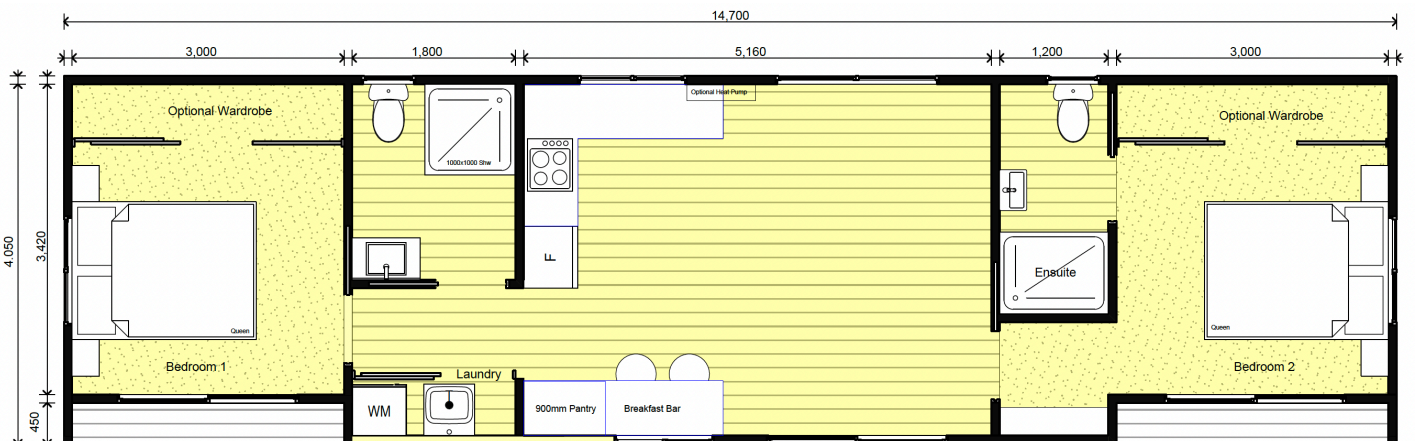 14,700
3,000
1,800
5,160
1,200
3,000
4.050
3,420
450
Optional Wardrobe
1000x1000 Shw
Optional Heat Pump
Optional Wardrobe
F
Ensuite
Queen
Queen
Bedroom 1
Laundry
Bedroom 2
WM
900mm Pantry
Breakfast Bar